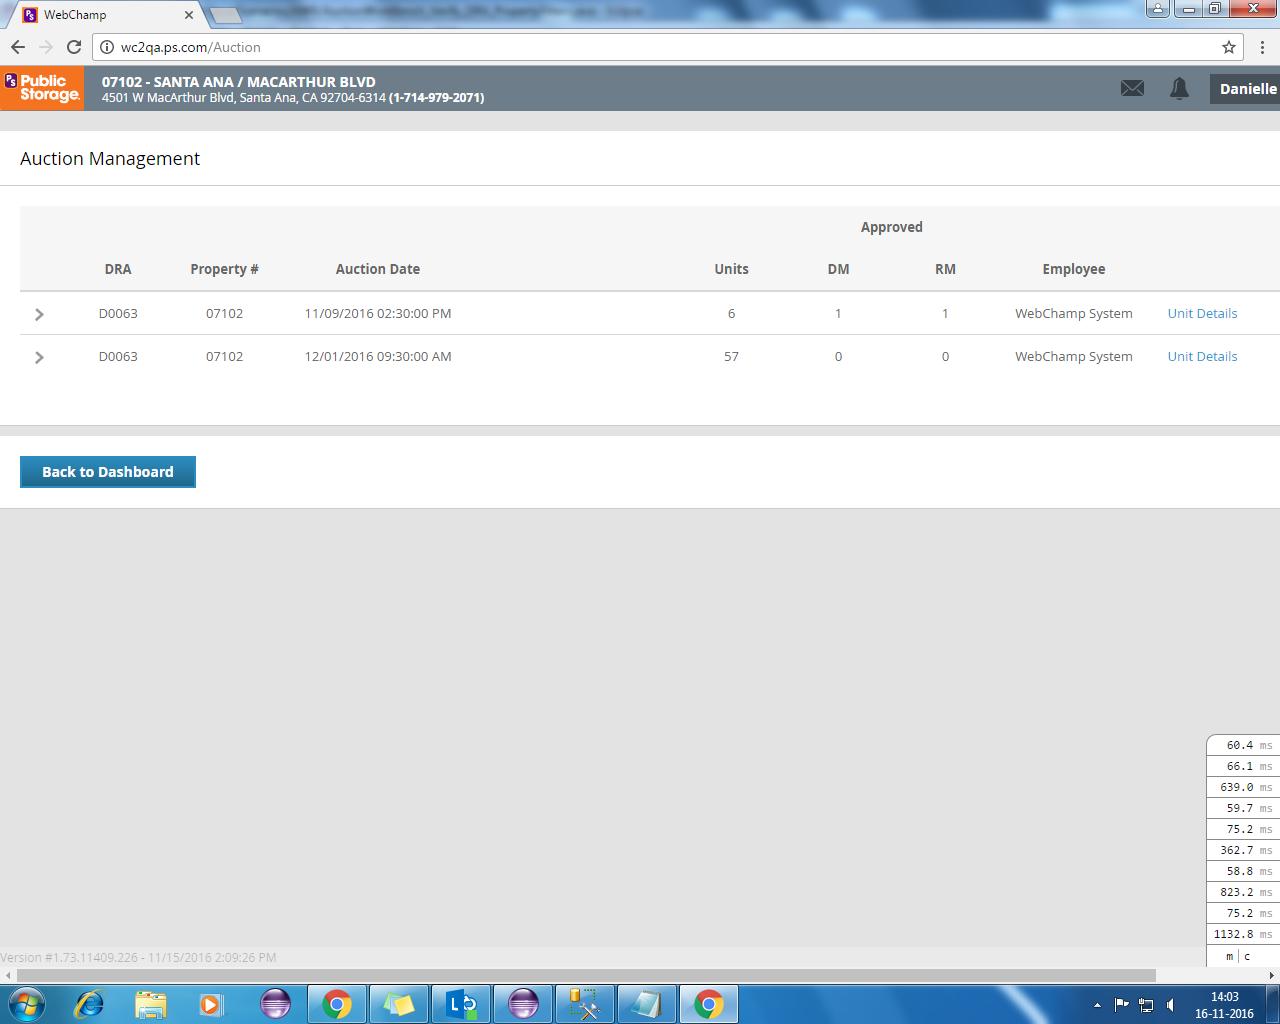 WebChamp
wc2qa.ps.com/Auction
PS Public Storage.
07102 - SANTA ANA / MACARTHUR BLVD
4501 W MacArthur Blvd, Santa Ana, CA 92704-6314 (1-714-979-2071)
Danielle
Auction Management
Approved
DRA Property # Auction Date Units DM RM Employee
D0063 07102 11/09/2016 02:30:00 PM 6 1 1 WebChamp System Unit Details
D0063 07102 12/01/2016 09:30:00 AM 57 0 0 WebChamp System Unit Details
Back to Dashboard
60.4 ms
66.1 ms
639.0 ms
59.7 ms
75.2 ms
362.7 ms
58.8 ms
823.2 ms
75.2 ms
1132.8 ms
m | c
Version #1.73.11409.226 - 11/15/2016 2:09:26 PM
14:03
16-11-2016